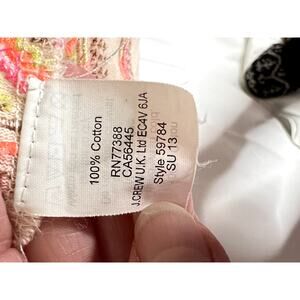 100% Cotton
RN77388
CA56445
J.CREW U.K. Ltd EC4V 6JA
Style 59784
SU 13